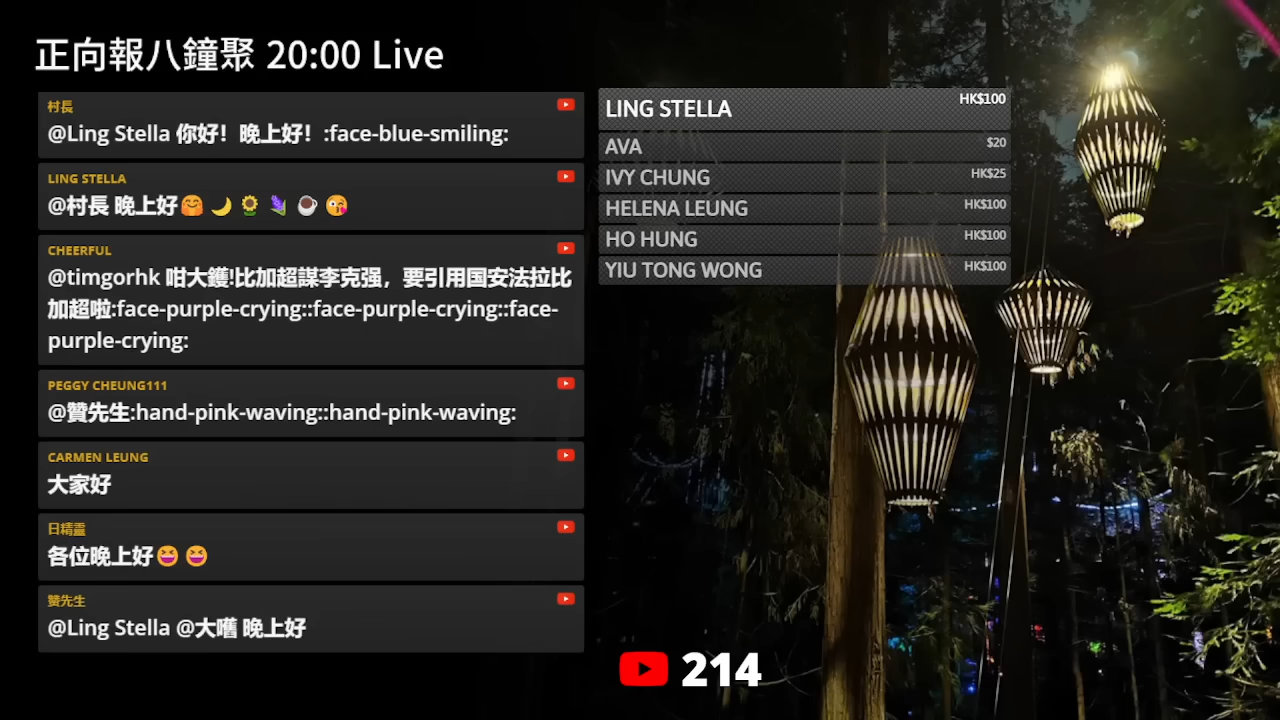 正向報八鐘聚 20:00 Live
村長
@Ling Stella 你好！晚上好！:face-blue-smiling:
LING STELLA
@村長 晚上好🤗🌙🌻🪻☕😘
CHEERFUL
@timgorhk 咁大鑊!比加超謀李克强，要引用国安法拉比
加超啦:face-purple-crying::face-purple-crying::face-
purple-crying:
PEGGY CHEUNG111
@贊先生:hand-pink-waving::hand-pink-waving:
CARMEN LEUNG
大家好
日精靈
各位晚上好😆😆
贊先生
@Ling Stella @大嚿 晚上好
LING STELLA HK$100
AVA $20
IVY CHUNG HK$25
HELENA LEUNG HK$100
HO HUNG HK$100
YIU TONG WONG HK$100
214